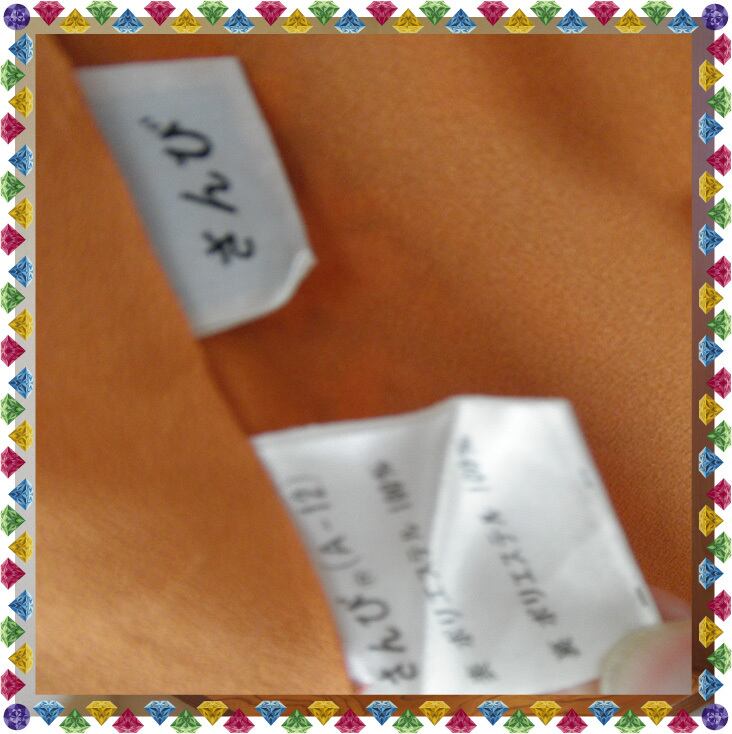 さんび
さんび®(A-12)
表 ポリエステル 100%
裏 ポリエステル 100%